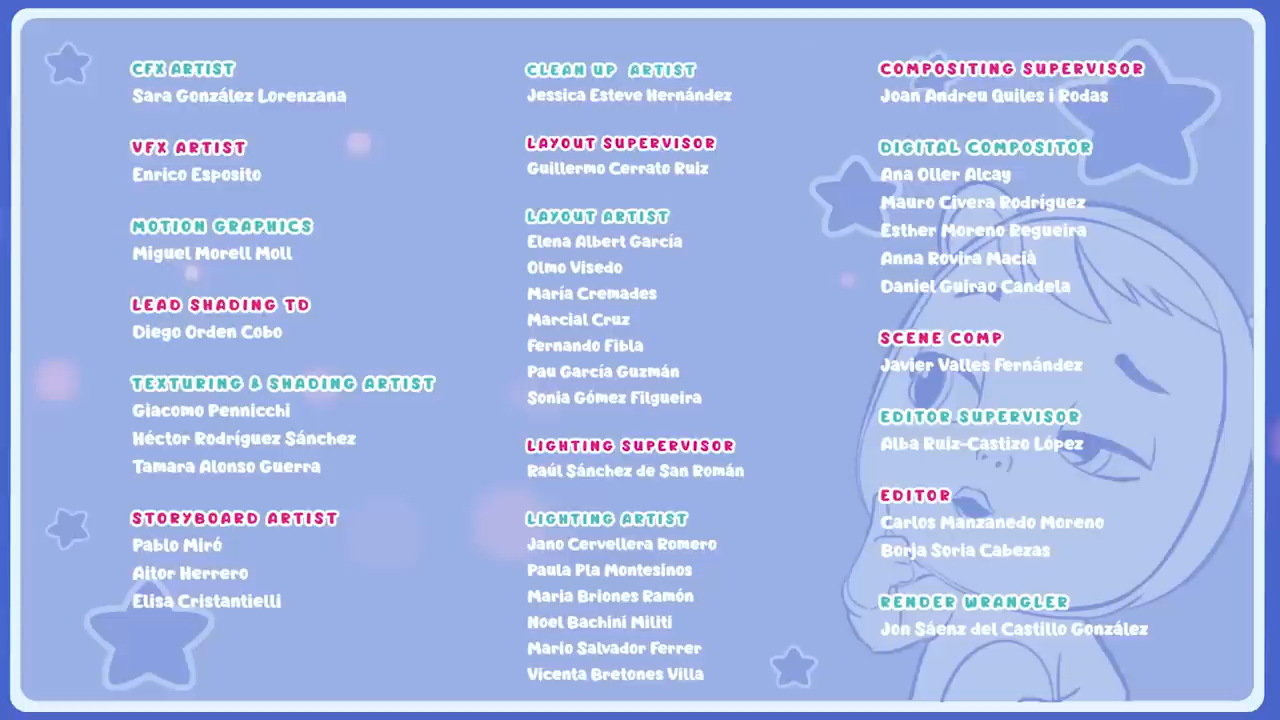 CFX ARTIST
Sara González Lorenzana
VFX ARTIST
Enrico Esposito
MOTION GRAPHICS
Miguel Morell Moll
LEAD SHADING TD
Diego Orden Cobo
TEXTURING & SHADING ARTIST
Giacomo Pennicchi
Héctor Rodríguez Sánchez
Tamara Alonso Guerra
STORYBOARD ARTIST
Pablo Miró
Aitor Herrero
Elisa Cristantielli
CLEAN UP ARTIST
Jessica Esteve Hernández
LAYOUT SUPERVISOR
Guillermo Cerrato Ruiz
LAYOUT ARTIST
Elena Albert García
Olmo Visedo
María Cremades
Marcial Cruz
Fernando Fibla
Pau García Guzmán
Sonia Gómez Filgueira
LIGHTING SUPERVISOR
Raúl Sánchez de San Román
LIGHTING ARTIST
Jano Cervellera Romero
Paula Pla Montesinos
Maria Briones Ramón
Noel Bachini Militi
Mario Salvador Ferrer
Vicenta Bretones Villa
COMPOSITING SUPERVISOR
Joan Andreu Quiles i Rodas
DIGITAL COMPOSITOR
Ana Oller Alcay
Mauro Civera Rodríguez
Esther Moreno Regueira
Anna Rovira Macià
Daniel Guirao Candela
SCENE COMP
Javier Valles Fernández
EDITOR SUPERVISOR
Alba Ruiz-Castizo López
EDITOR
Carlos Manzanedo Moreno
Borja Soria Cabezas
RENDER WRANGLER
Jon Sáenz del Castillo González